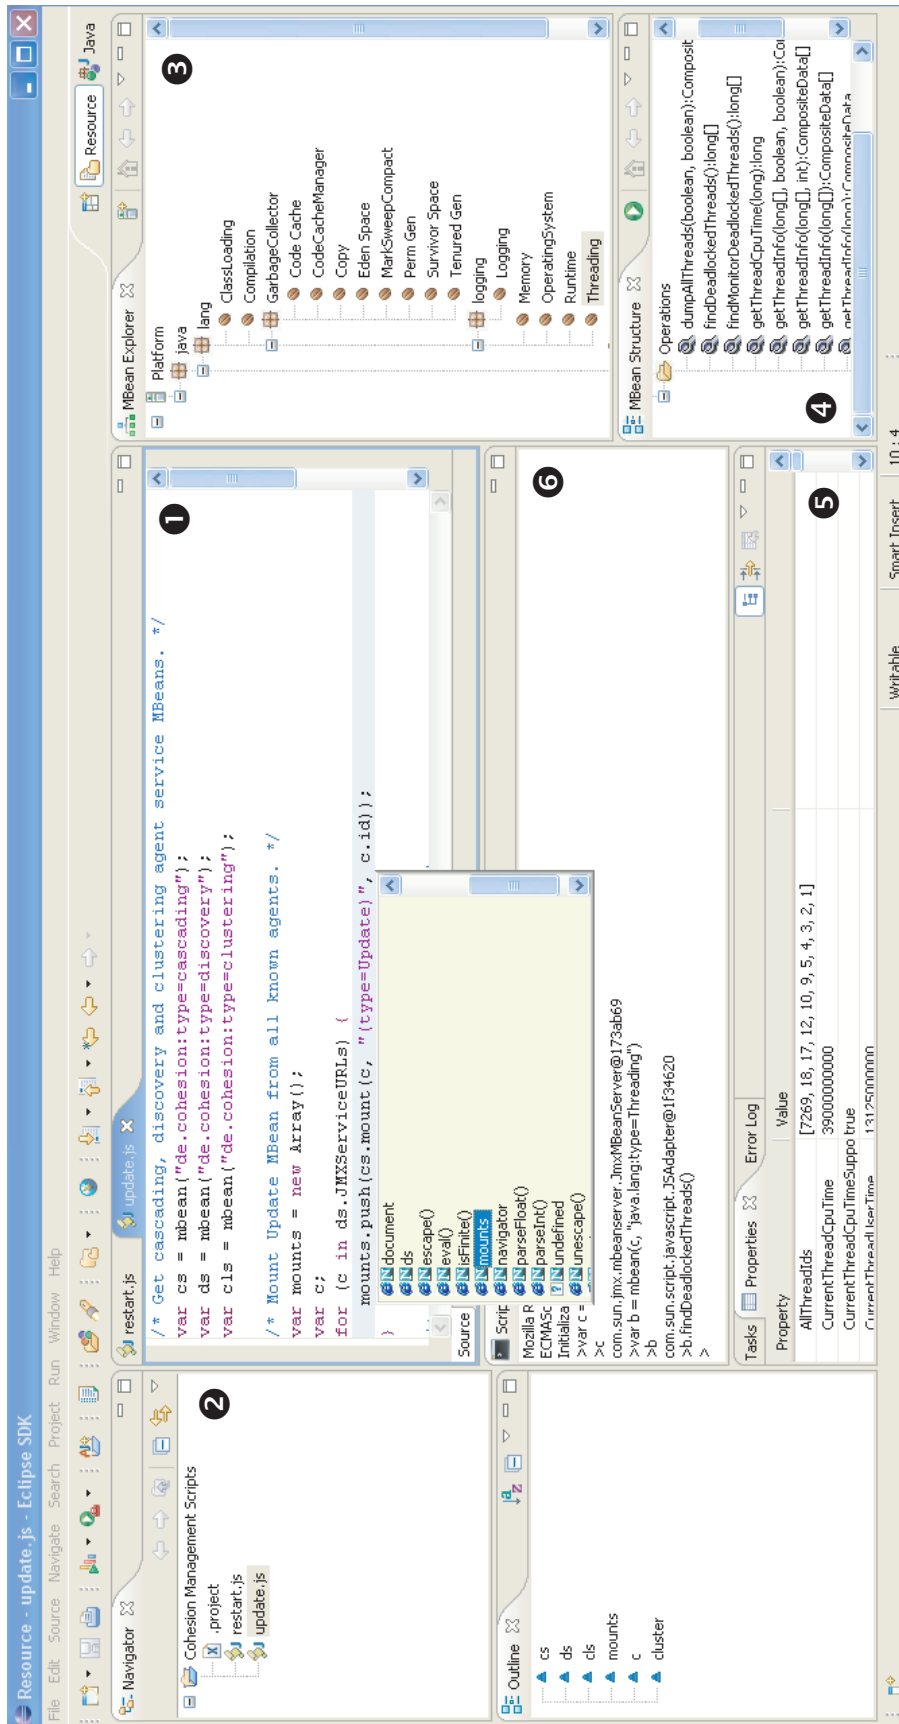 Resource - update.js - Eclipse SDK
File Edit Source Navigate Search Project Run Window Help
Resource
Java
Navigator
Cohesion Management Scripts
.project
restart.js
update.js
2
Outline
cs
ds
cls
mounts
c
cluster
restart.js
update.js
/* Get cascading, discovery and clustering agent service MBeans. */
var cs = mbean("de.cohesion:type=cascading");
var ds = mbean("de.cohesion:type=discovery");
var cls = mbean("de.cohesion:type=clustering");
/* Mount Update MBean from all known agents. */
var mounts = new Array();
var c;
for (c in ds.JMXServiceURLs) {
mounts.push(cs.mount(c, "(type=Update)", c.id));
}
1
Source
document
ds
escape()
eval()
isFinite()
mounts
navigator
parseFloat()
parseInt()
undefined
unescape()
Scrip
Mozilla R
ECMASc
Initializa
>var c =
>c
com.sun.jmx.mbeanserver.JmxMBeanServer@173ab69
>var b = mbean(c, "java.lang:type=Threading")
>b
com.sun.script.javascript.JSAdapter@1f34620
>b.findDeadlockedThreads()
>
6
Tasks
Properties
Error Log
Property Value
AllThreadIds [7269, 18, 17, 12, 10, 9, 5, 4, 3, 2, 1]
CurrentThreadCpuTime 39000000000
CurrentThreadCpuTimeSuppo true
CurrentThreadUserTime 13125000000
5
MBean Explorer
Platform
java
lang
ClassLoading
Compilation
GarbageCollector
Code Cache
CodeCacheManager
Copy
Eden Space
MarkSweepCompact
Perm Gen
Survivor Space
Tenured Gen
logging
Logging
Memory
OperatingSystem
Runtime
Threading
3
MBean Structure
Operations
dumpAllThreads(boolean, boolean):Composit
findDeadlockedThreads():long[]
findMonitorDeadlockedThreads():long[]
getThreadCpuTime(long):long
getThreadInfo(long[], boolean, boolean):Coı
getThreadInfo(long[], int):CompositeData[]
getThreadInfo(long[]):CompositeData[]
getThreadInfo(long):CompositeData
4
Writable
Smart Insert
10 : 4